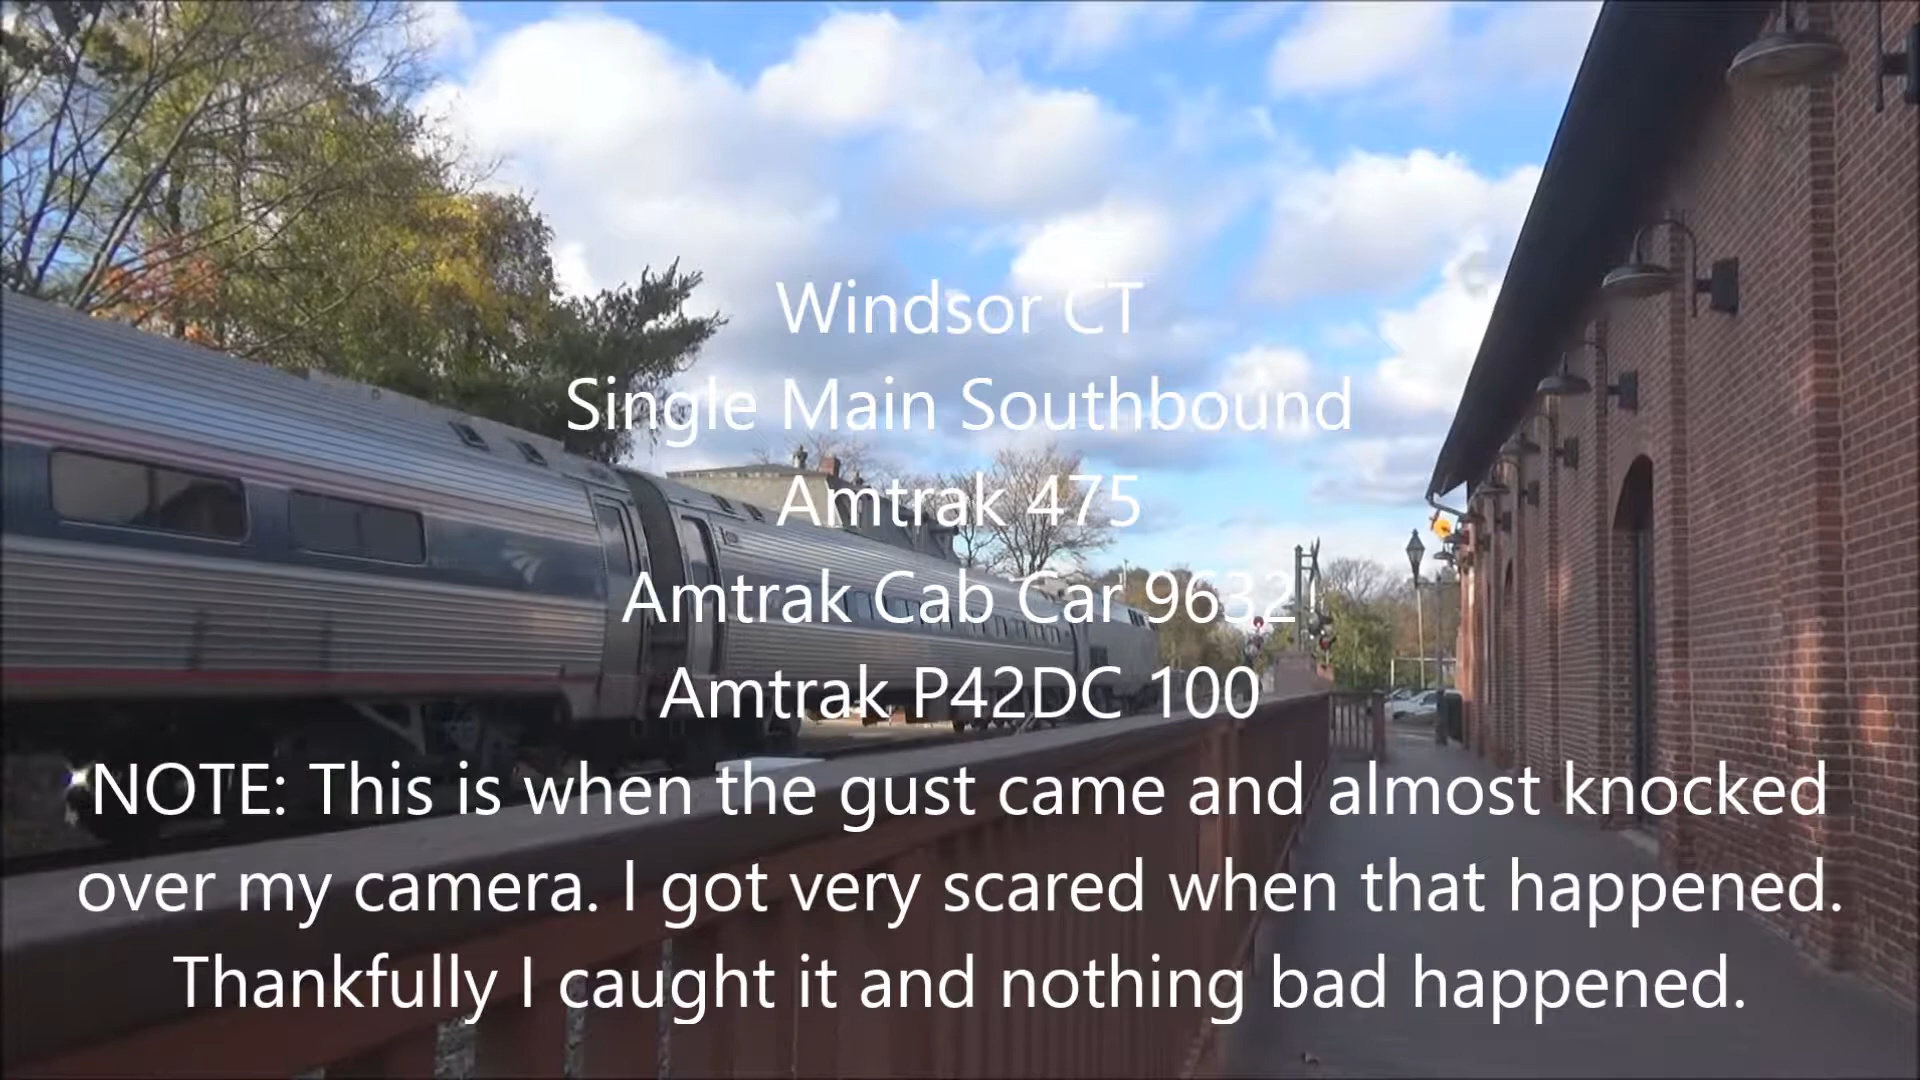 Windsor CT
Single Main Southbound
Amtrak 475
Amtrak Cab Car 9632
Amtrak P42DC 100
NOTE: This is when the gust came and almost knocked
over my camera. I got very scared when that happened.
Thankfully I caught it and nothing bad happened.